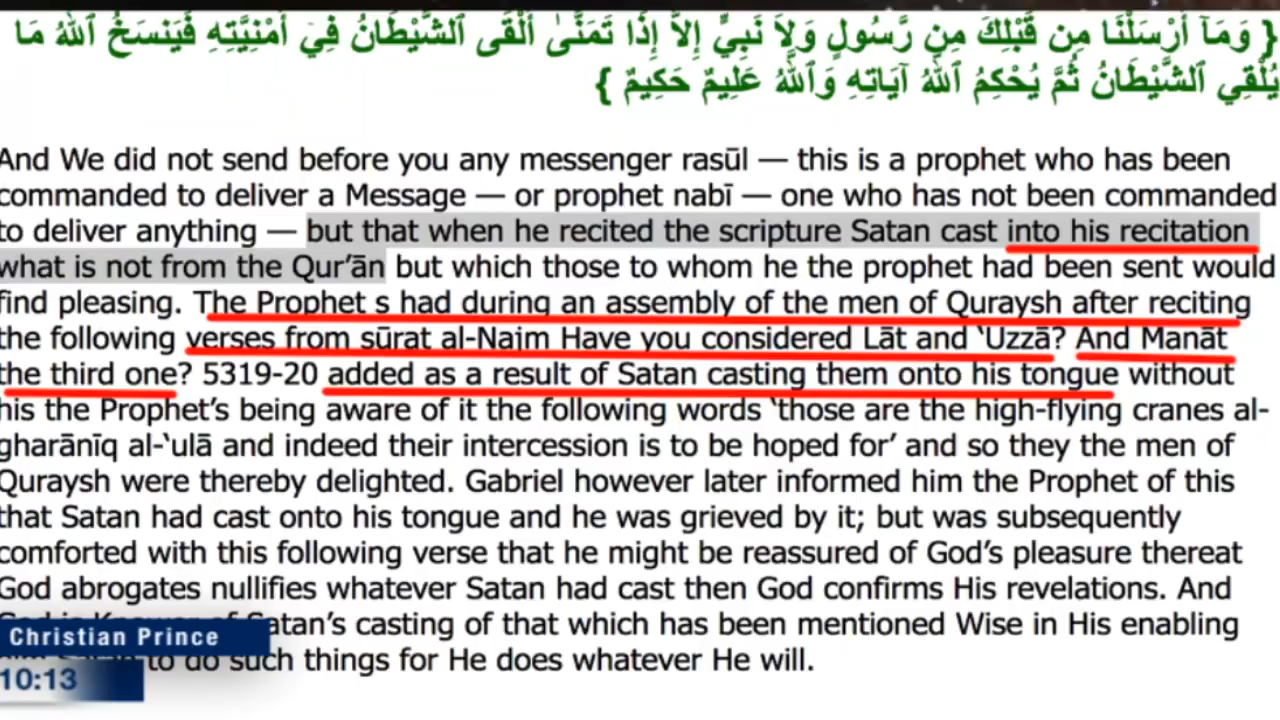 { وَمَآ أَرْسَلْنَا مِن قَبْلِكَ مِن رَّسُولٍ وَلاَ نَبِيٍّ إِلاَّ إِذَا تَمَنَّىٰ أَلْقَى ٱلشَّيْطَانُ فِيۤ أُمْنِيَّتِهِ فَيَنسَخُ ٱللَّهُ مَا
يُلْقِي ٱلشَّيْطَانُ ثُمَّ يُحْكِمُ ٱللَّهُ آيَاتِهِ وَٱللَّهُ عَلِيمٌ حَكِيمٌ }
And We did not send before you any messenger rasūl — this is a prophet who has been
commanded to deliver a Message — or prophet nabī — one who has not been commanded
to deliver anything — but that when he recited the scripture Satan cast into his recitation
what is not from the Qur’ān but which those to whom he the prophet had been sent would
find pleasing. The Prophet s had during an assembly of the men of Quraysh after reciting
the following verses from sūrat al-Najm Have you considered Lāt and ‘Uzzā? And Manāt
the third one? 5319-20 added as a result of Satan casting them onto his tongue without
his the Prophet’s being aware of it the following words ‘those are the high-flying cranes al-
gharānīq al-‘ulā and indeed their intercession is to be hoped for’ and so they the men of
Quraysh were thereby delighted. Gabriel however later informed him the Prophet of this
that Satan had cast onto his tongue and he was grieved by it; but was subsequently
comforted with this following verse that he might be reassured of God’s pleasure thereat
God abrogates nullifies whatever Satan had cast then God confirms His revelations. And
Satan’s casting of that which has been mentioned Wise in His enabling
to do such things for He does whatever He will.
Christian Prince
10:13